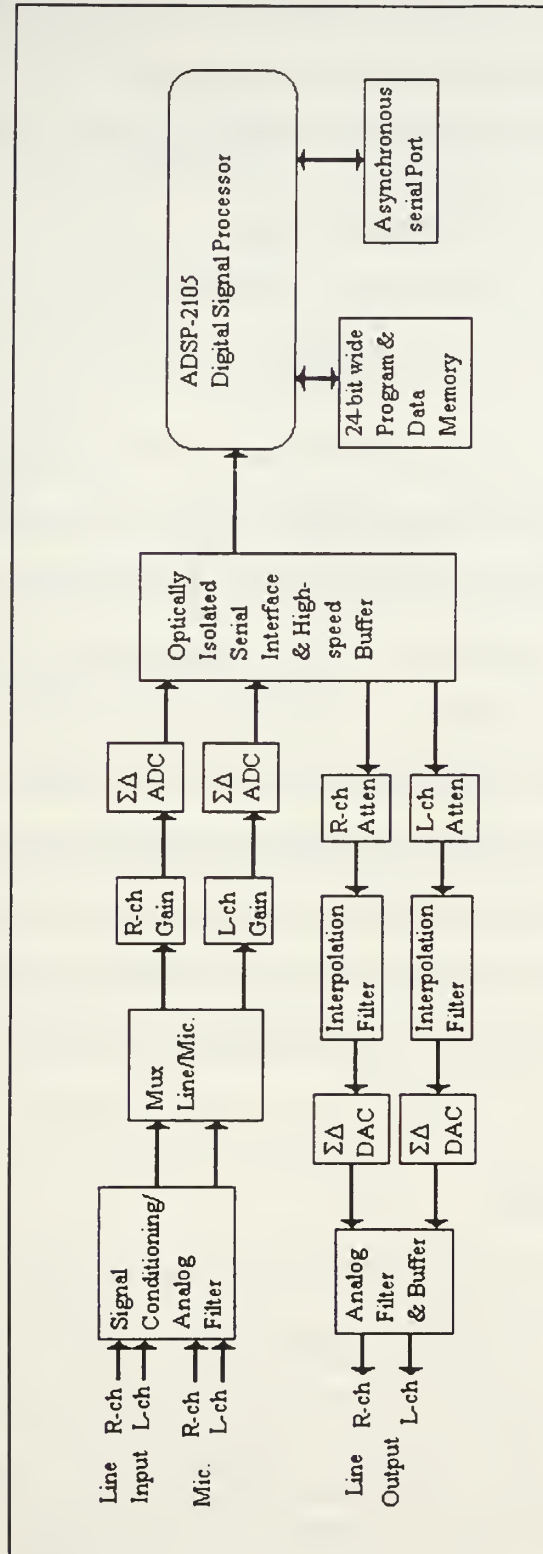 Line R-ch
Input L-ch
Mic. R-ch
L-ch
Signal
Conditioning/
Analog
Filter
Mux
Line/Mic.
R-ch
Gain
L-ch
Gain
ΣΔ
ADC
ΣΔ
ADC
Optically
Isolated
Serial
Interface
& High-
speed
Buffer
ADSP-2105
Digital Signal Processor
24-bit wide
Program &
Data
Memory
Asynchronous
serial Port
R-ch
Atten
L-ch
Atten
Interpolation
Filter
Interpolation
Filter
ΣΔ
DAC
ΣΔ
DAC
Analog
Filter
& Buffer
Line R-ch
Output L-ch